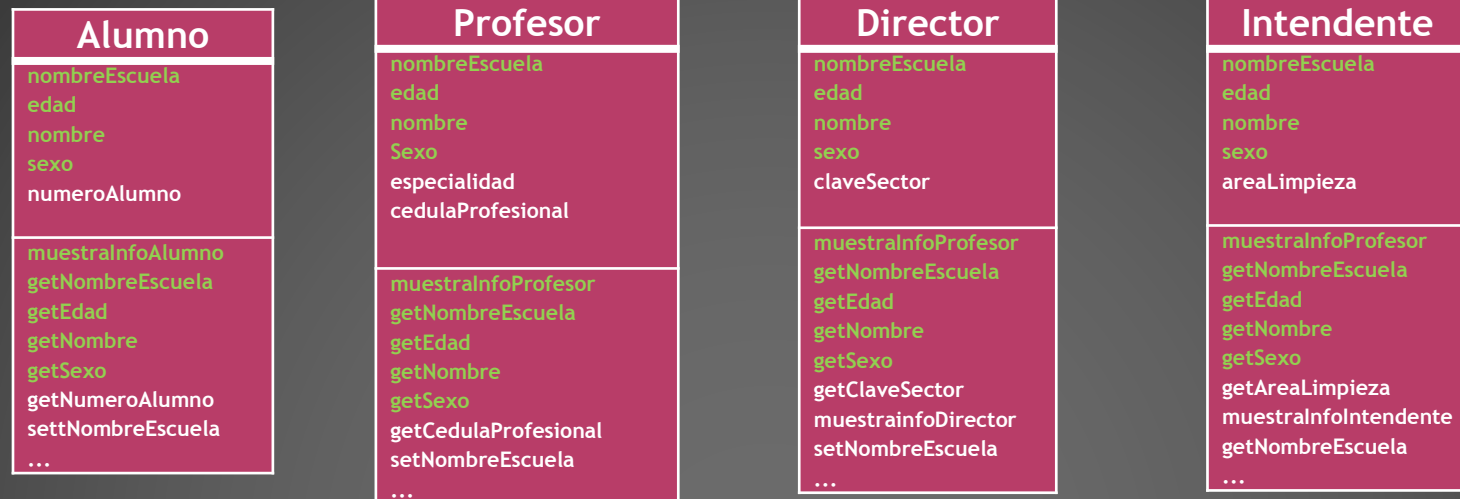 Alumno
nombreEscuela
edad
nombre
sexo
numeroAlumno
muestraInfoAlumno
getNombreEscuela
getEdad
getNombre
getSexo
getNumeroAlumno
settNombreEscuela
...
Profesor
nombreEscuela
edad
nombre
Sexo
especialidad
cedulaProfesional
muestraInfoProfesor
getNombreEscuela
getEdad
getNombre
getSexo
getCedulaProfesional
setNombreEscuela
...
Director
nombreEscuela
edad
nombre
sexo
claveSector
muestraInfoProfesor
getNombreEscuela
getEdad
getNombre
getSexo
getClaveSector
muestrainfoDirector
setNombreEscuela
...
Intendente
nombreEscuela
edad
nombre
sexo
areaLimpieza
muestraInfoProfesor
getNombreEscuela
getEdad
getNombre
getSexo
getAreaLimpieza
muestraInfoIntendente
getNombreEscuela
...